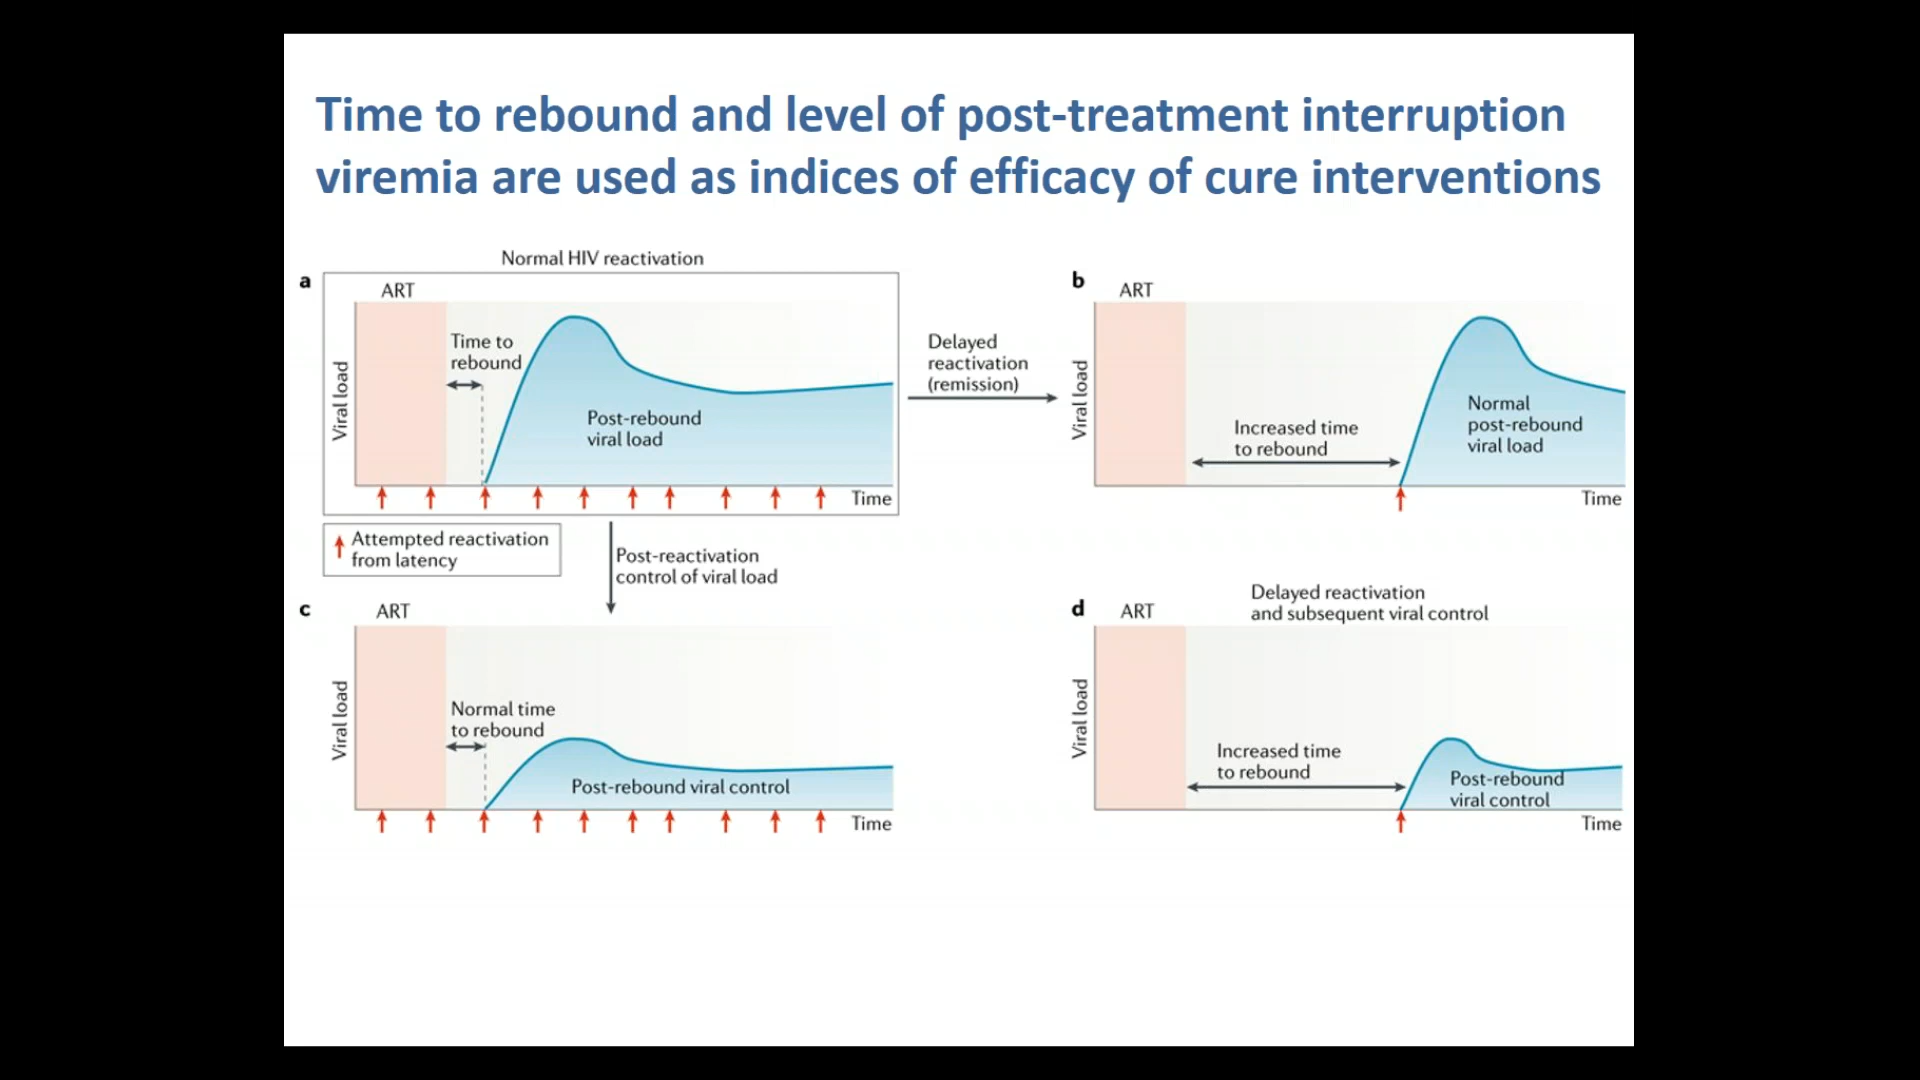 Time to rebound and level of post-treatment interruption
viremia are used as indices of efficacy of cure interventions
Normal HIV reactivation
a
ART
Time to
rebound
Viral load
Post-rebound
viral load
Time
Delayed
reactivation
(remission)
b
ART
Viral load
Increased time
to rebound
Normal
post-rebound
viral load
Time
Attempted reactivation
from latency
Post-reactivation
control of viral load
c
ART
Viral load
Normal time
to rebound
Post-rebound viral control
Time
d
ART
Delayed reactivation
and subsequent viral control
Viral load
Increased time
to rebound
Post-rebound
viral control
Time